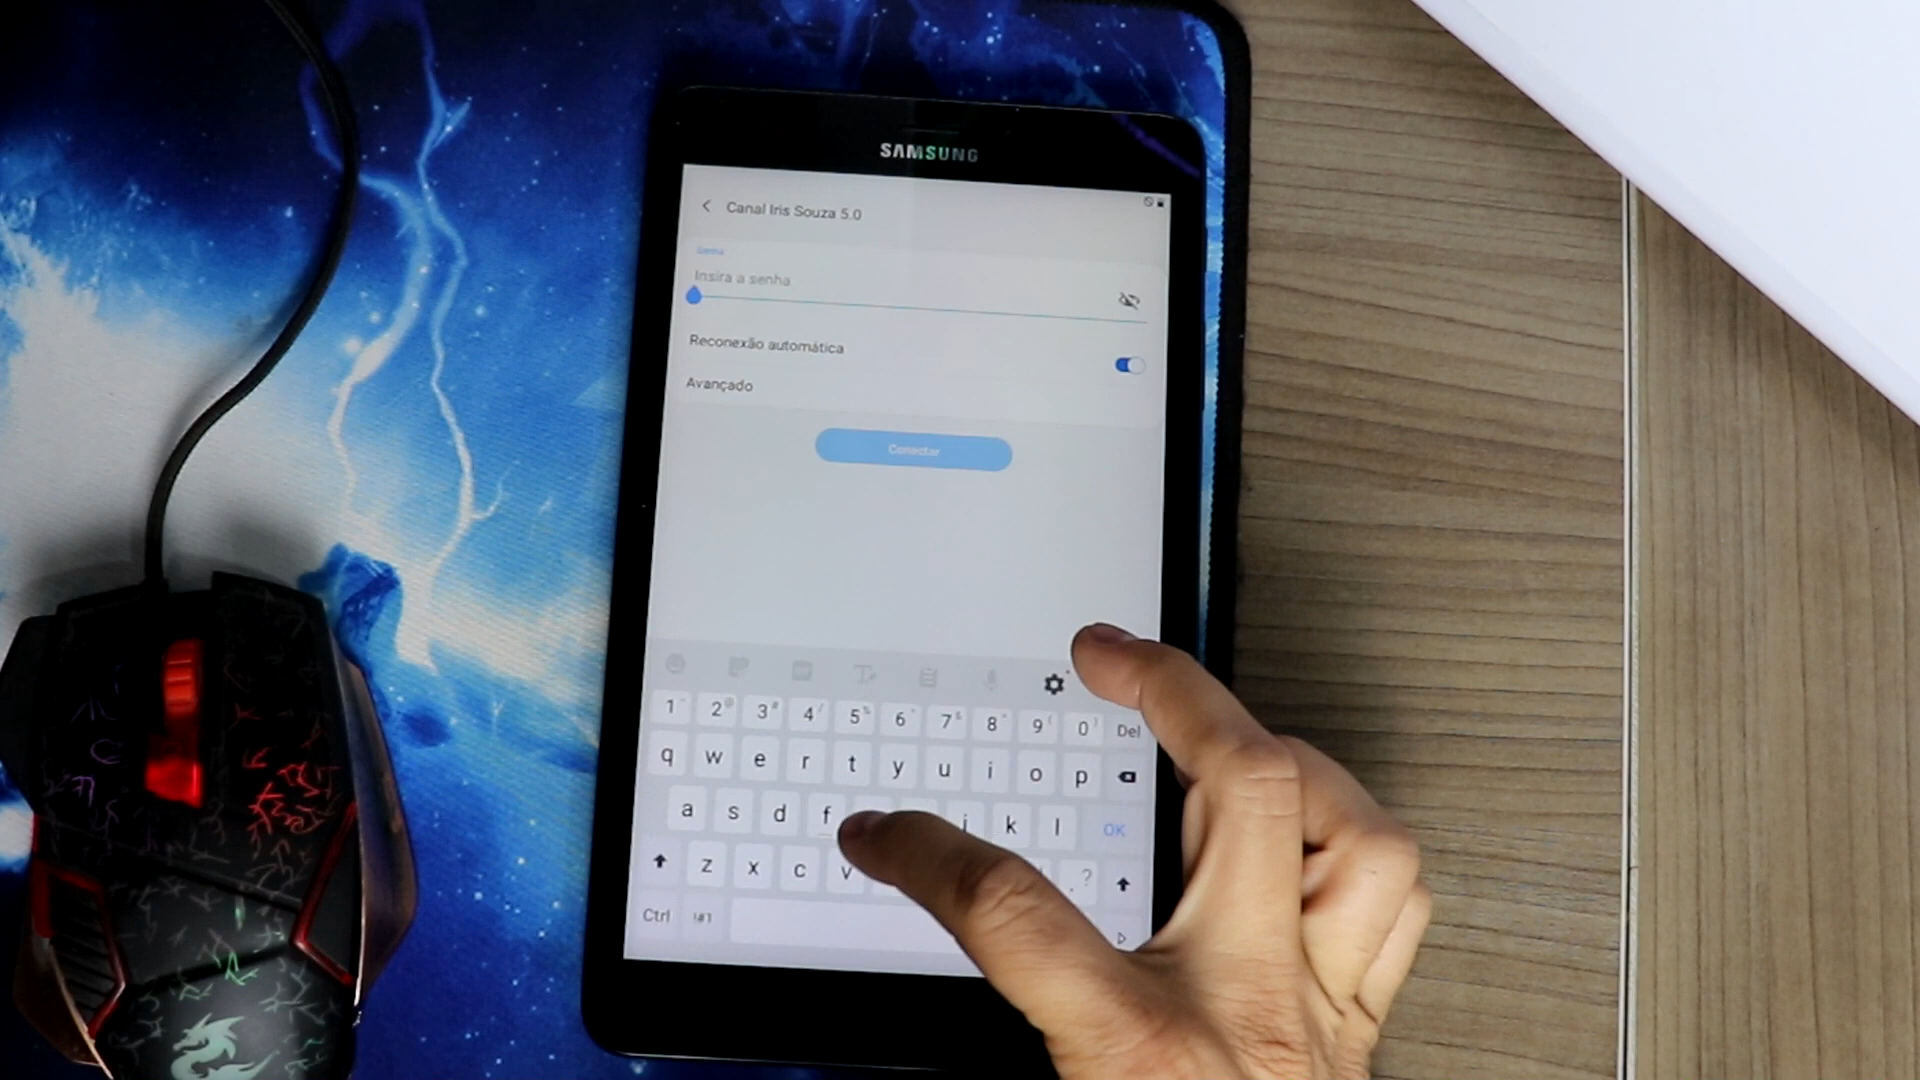 SAMSUNG
Canal Iris Souza 5.0
Senha
Insira a senha
Reconexão automática
Avançado
Conectar
1 2 3 4 5 6 7 8 9 0 Del
q w e r t y u i o p
a s d f j k l OK
z x c v . ?
Ctrl !#1